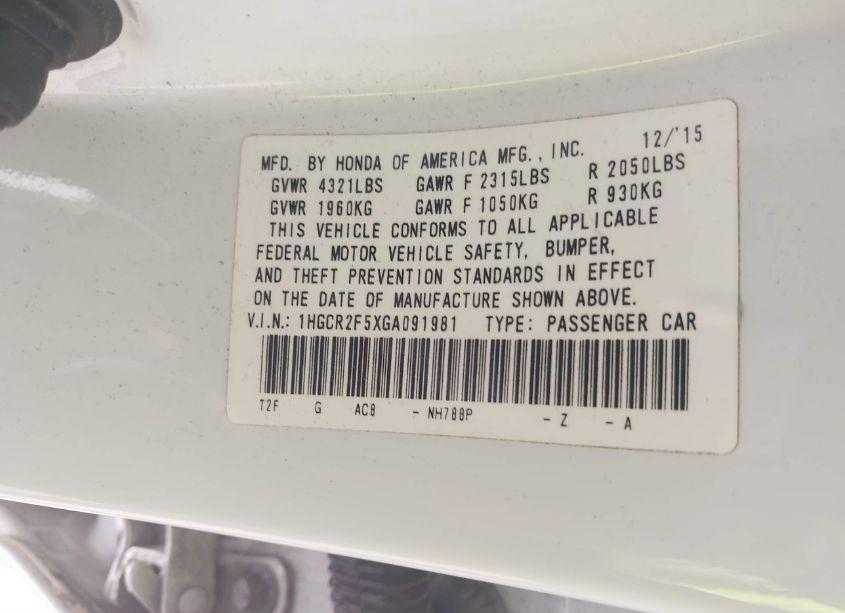 MFD. BY HONDA OF AMERICA MFG., INC. 12/'15
GVWR 4321LBS GAWR F 2315LBS R 2050LBS
GVWR 1960KG GAWR F 1050KG R 930KG
THIS VEHICLE CONFORMS TO ALL APPLICABLE
FEDERAL MOTOR VEHICLE SAFETY, BUMPER,
AND THEFT PREVENTION STANDARDS IN EFFECT
ON THE DATE OF MANUFACTURE SHOWN ABOVE.
V.I.N.: 1HGCR2F5XGA091981 TYPE: PASSENGER CAR
T2F G AC8 - NH788P - Z - A